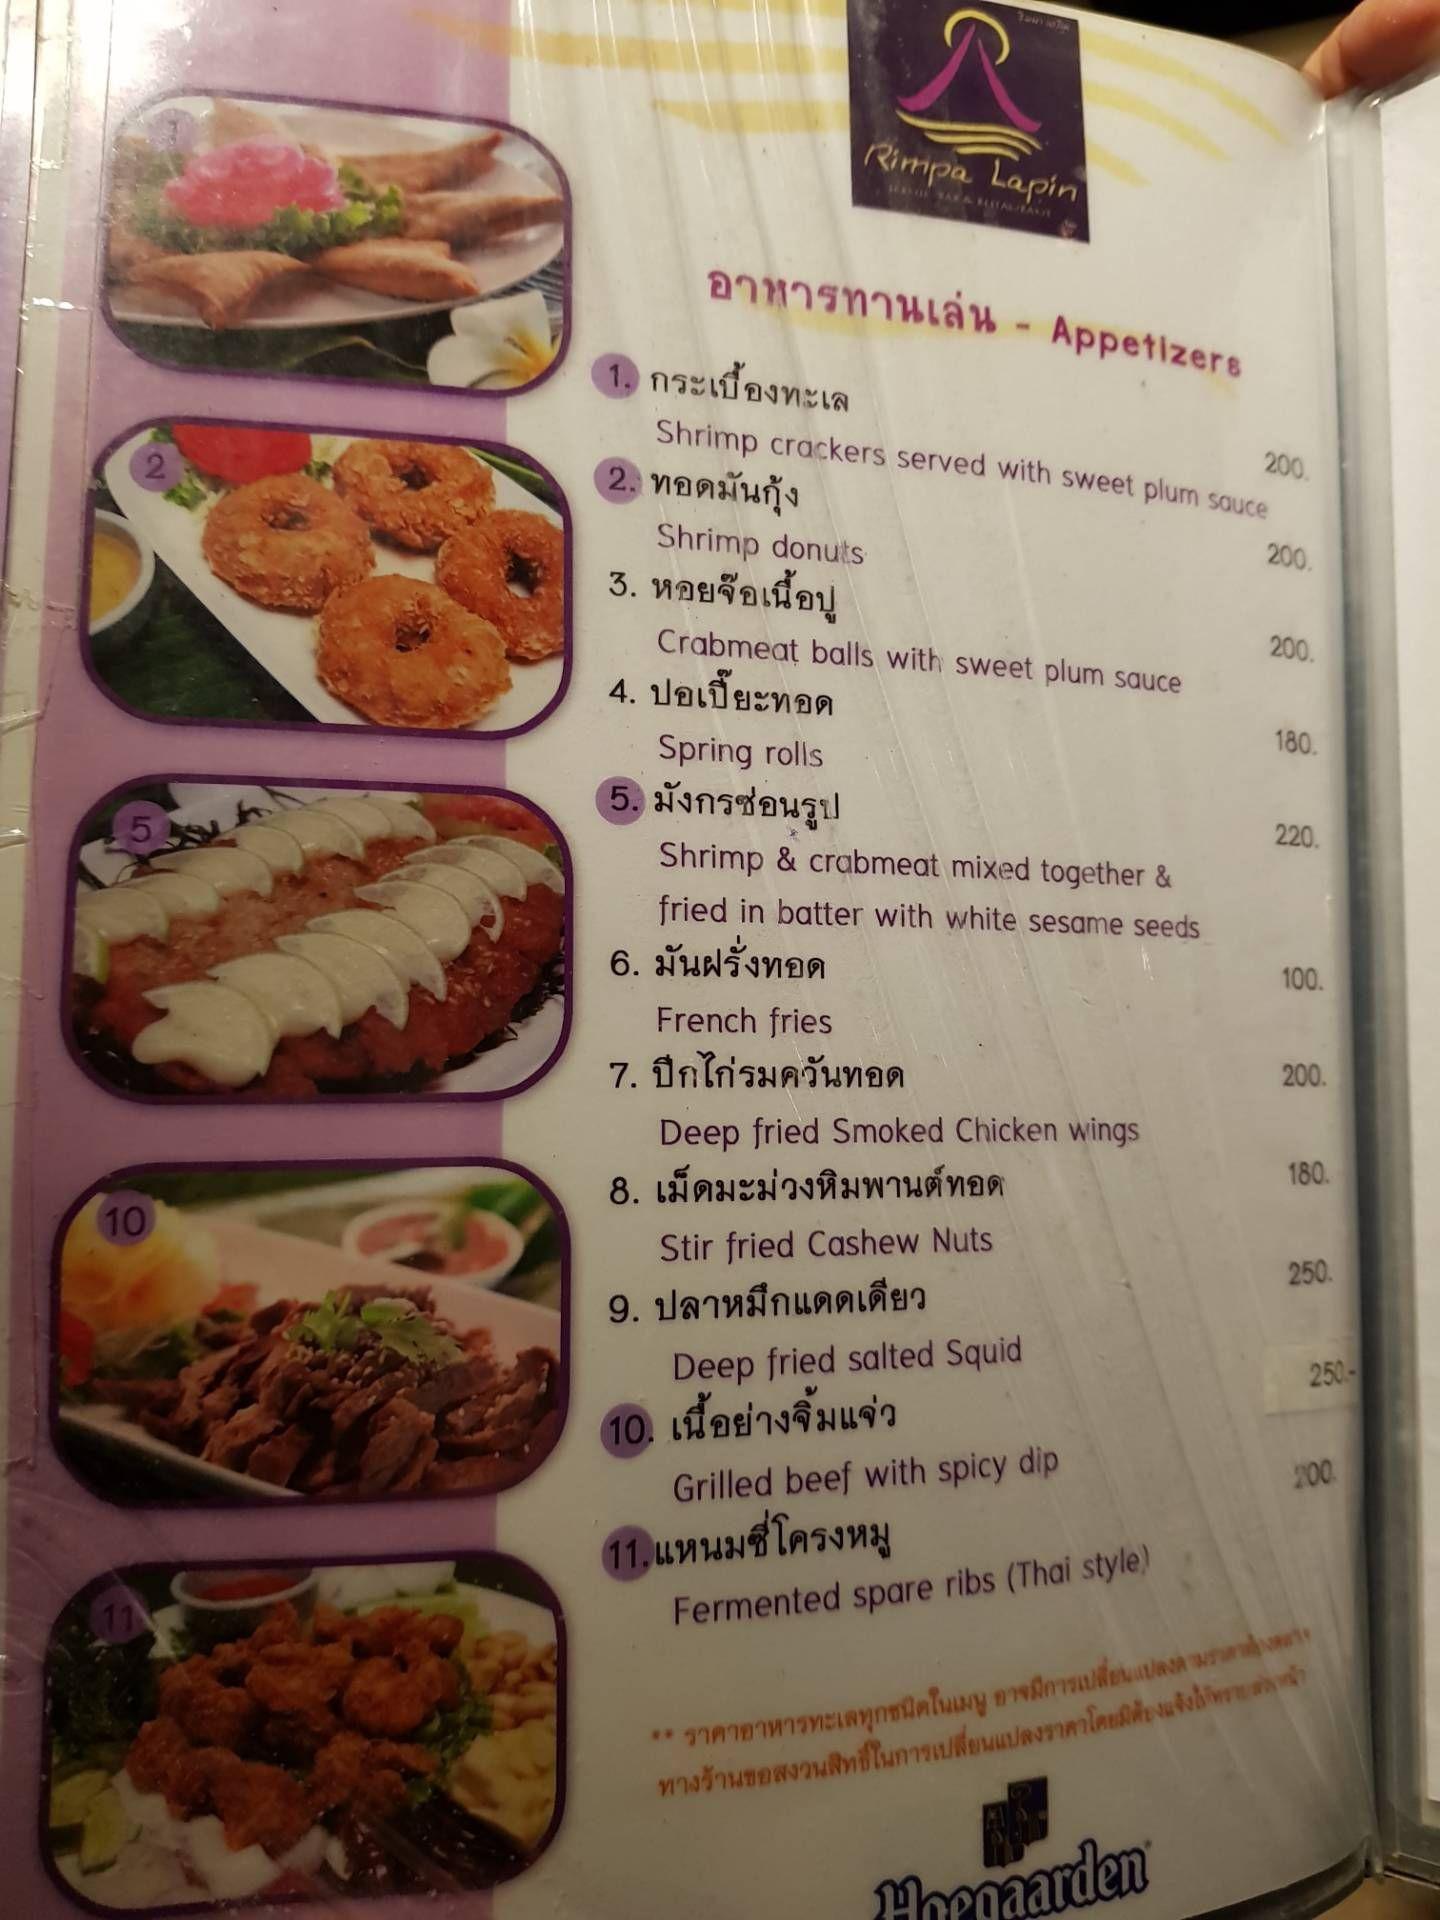 Rimpa Lapin
อาหารทานเล่น - Appetizers
1. กระเบื้องทะเล
Shrimp crackers served with sweet plum sauce 200.
2. ทอดมันกุ้ง
Shrimp donuts 200.
3. หอยจ๊อเนื้อปู
Crabmeat balls with sweet plum sauce 200.
4. ปอเปี๊ยะทอด
Spring rolls 180.
5. มังกรซ่อนรูป 220.
Shrimp & crabmeat mixed together &
fried in batter with white sesame seeds
6. มันฝรั่งทอด 100.
French fries
7. ปีกไก่รมควันทอด 200.
Deep fried Smoked Chicken wings
8. เม็ดมะม่วงหิมพานต์ทอด 180.
Stir fried Cashew Nuts
9. ปลาหมึกแดดเดียว 250.
Deep fried salted Squid
10. เนื้อย่างจิ้มแจ่ว 250.-
Grilled beef with spicy dip
11. แหนมซี่โครงหมู 200.
Fermented spare ribs (Thai style)
** ราคาอาหารทะเลทุกชนิดในเมนู อาจมีการเปลี่ยนแปลงตามราคา
ทางร้านขอสงวนสิทธิ์ในการเปลี่ยนแปลงราคาโดยมิต้องแจ้งให้ทราบล่วงหน้า
Hoegaarden
1
2
5
10
11